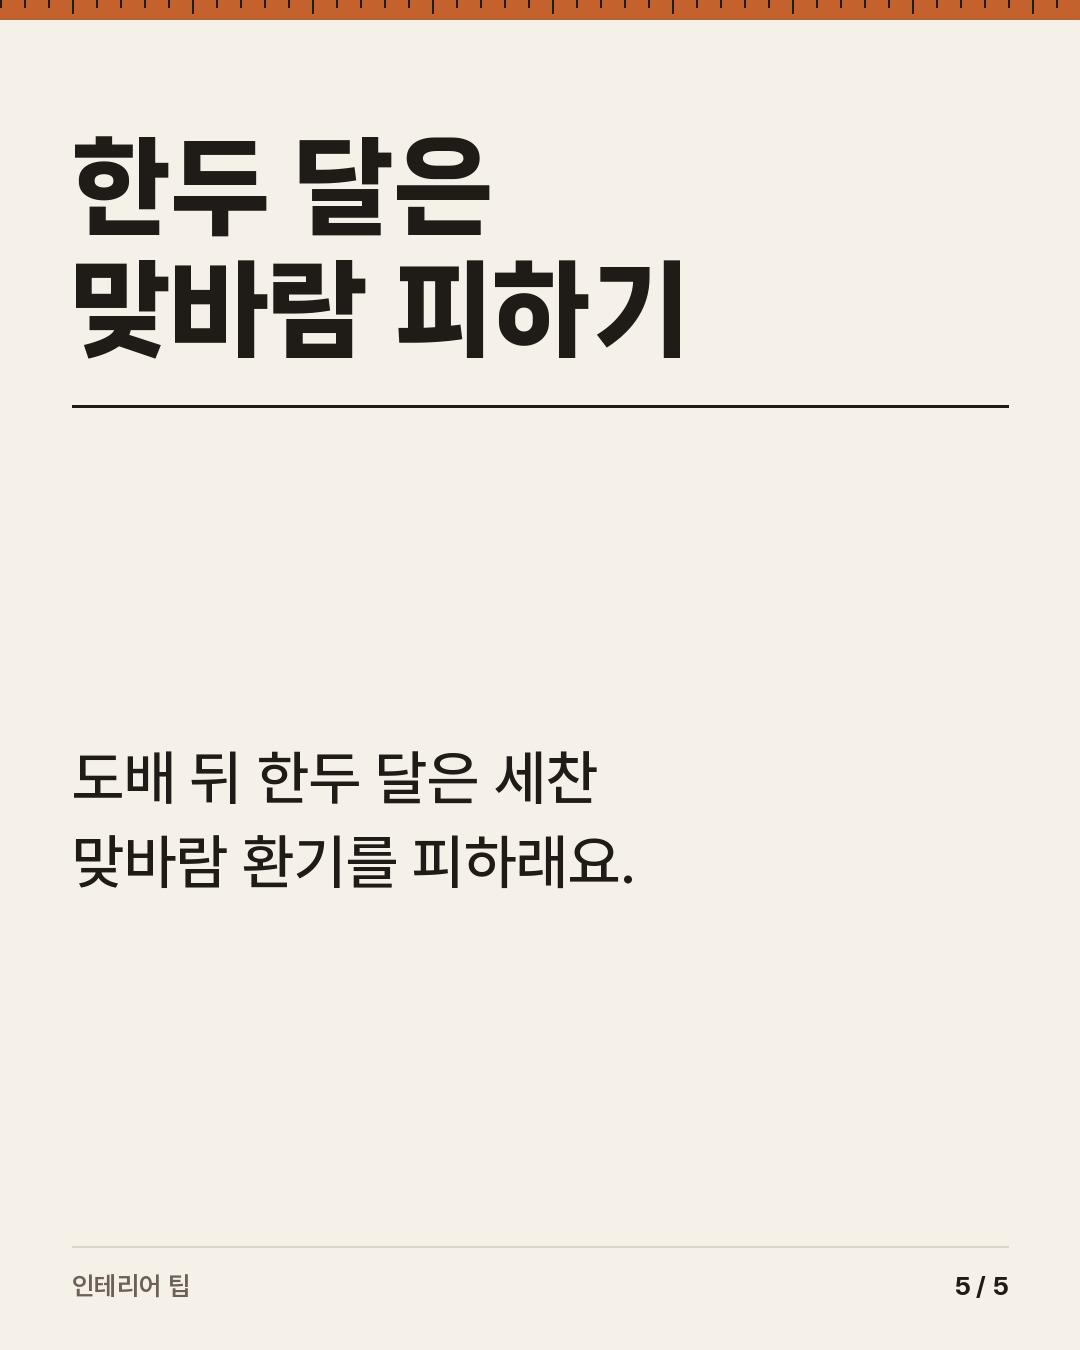 한두 달은
맞바람 피하기
도배 뒤 한두 달은 세찬
맞바람 환기를 피하래요.
인테리어 팁
5 / 5